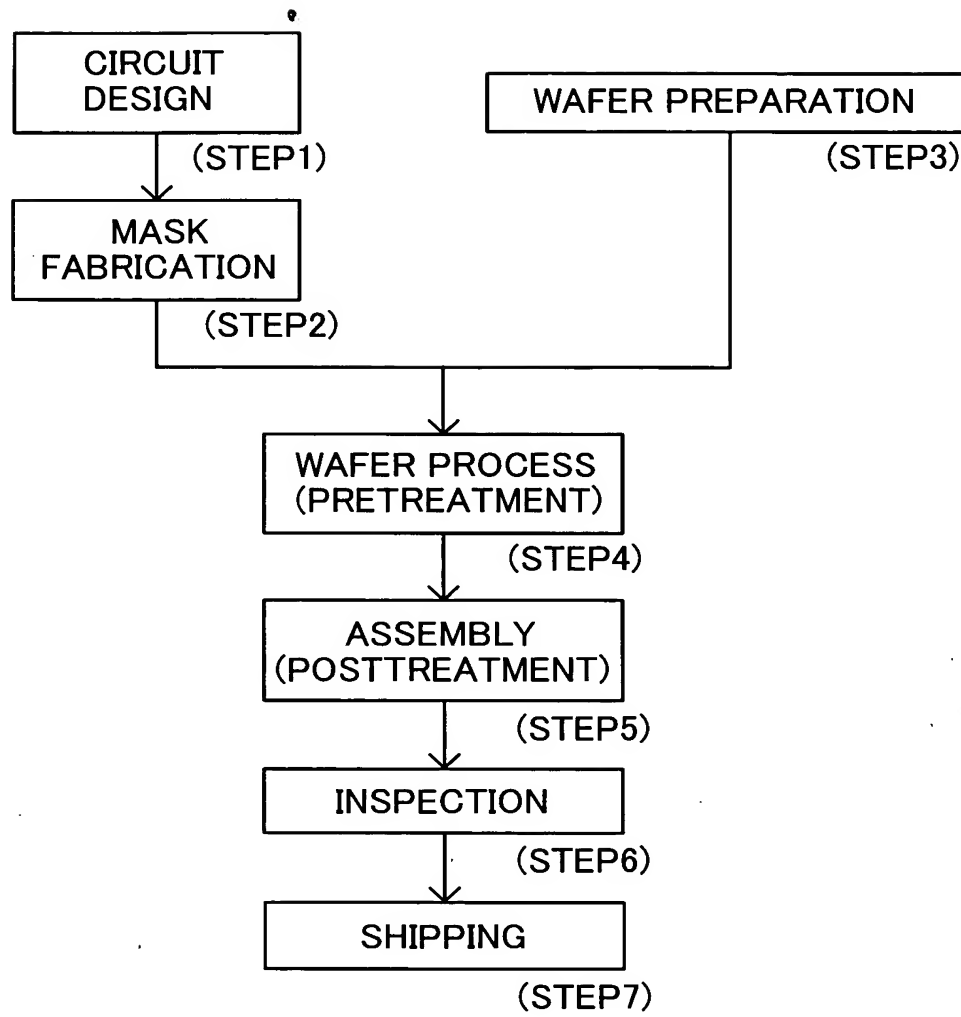 CIRCUIT
DESIGN
(STEP1)
MASK
FABRICATION
(STEP2)
WAFER PREPARATION
(STEP3)
WAFER PROCESS
(PRETREATMENT)
(STEP4)
ASSEMBLY
(POSTTREATMENT)
(STEP5)
INSPECTION
(STEP6)
SHIPPING
(STEP7)